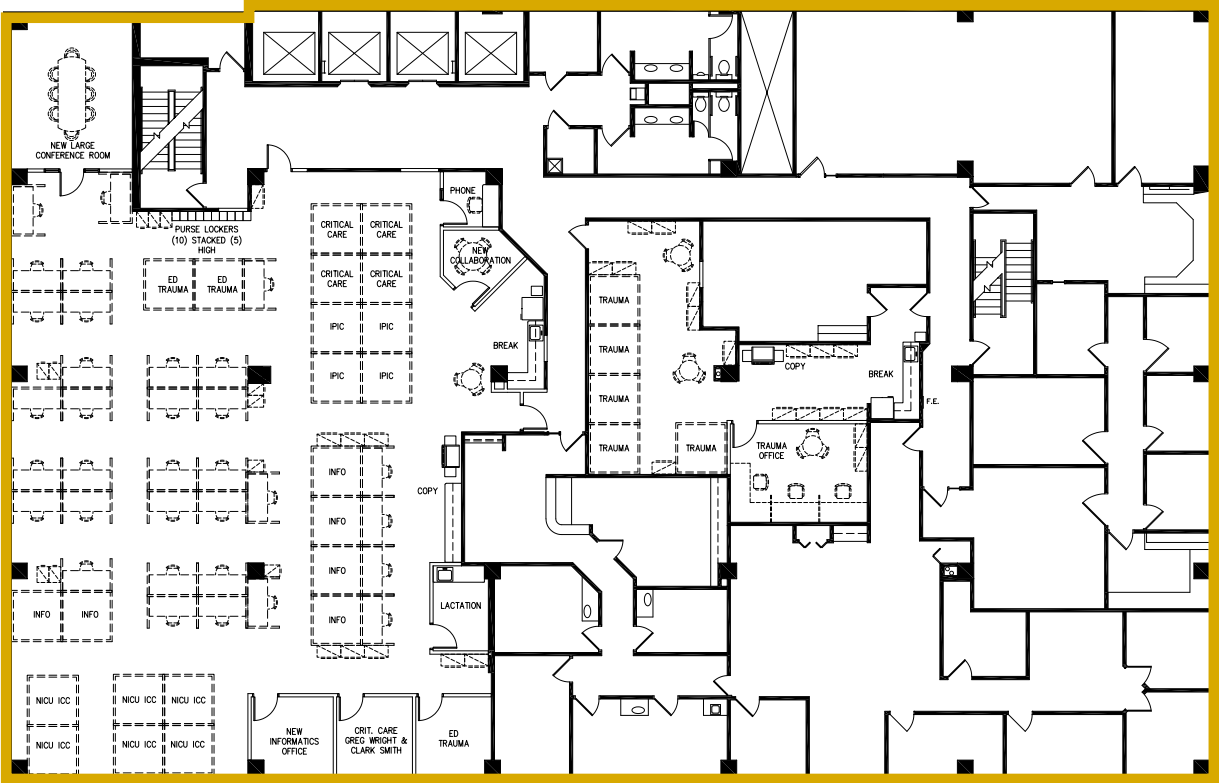 NEW LARGE
CONFERENCE ROOM
PHONE
PURSE LOCKERS
(10) STACKED (5)
HIGH
CRITICAL
CARE
CRITICAL
CARE
NEW
COLLABORATION
ED
TRAUMA
ED
TRAUMA
CRITICAL
CARE
CRITICAL
CARE
IPIC
IPIC
IPIC
IPIC
BREAK
TRAUMA
TRAUMA
TRAUMA
TRAUMA
TRAUMA
COPY
BREAK
F.E.
TRAUMA
OFFICE
COPY
INFO
INFO
INFO
INFO
INFO
INFO
LACTATION
NICU ICC
NICU ICC
NICU ICC
NICU ICC
NICU ICC
NICU ICC
NEW
INFORMATICS
OFFICE
CRIT. CARE
GREG WRIGHT &
CLARK SMITH
ED
TRAUMA